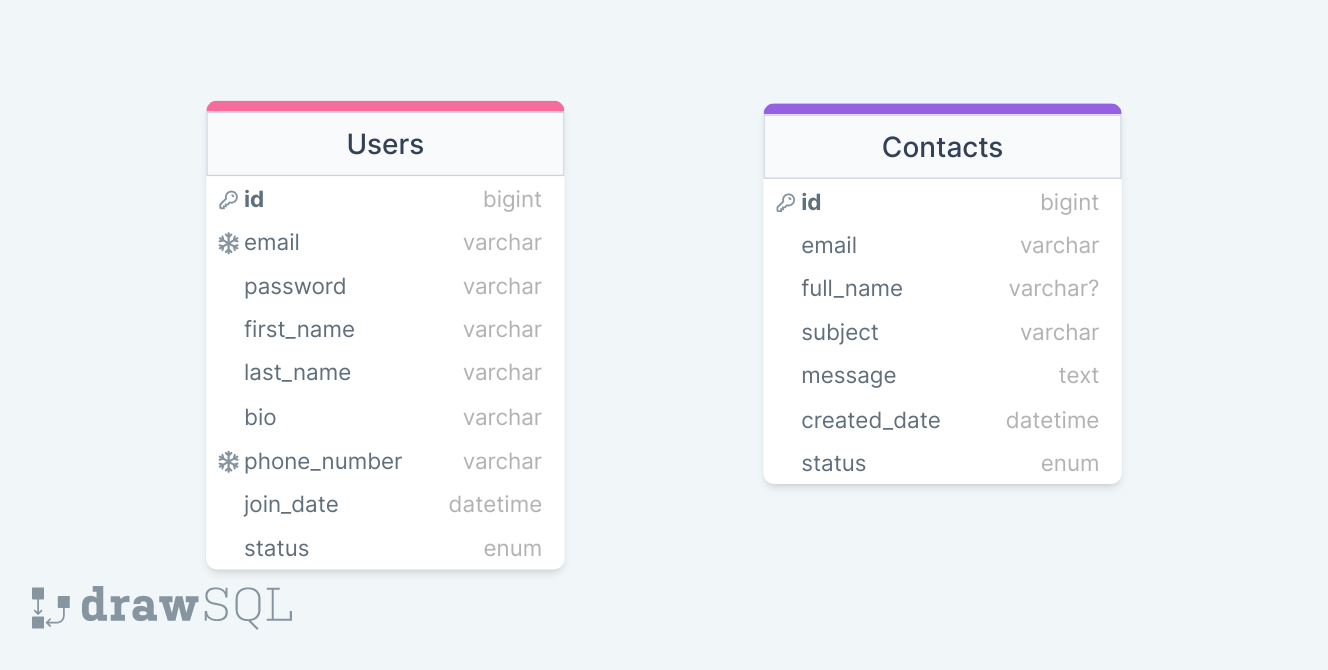 Users
id bigint
email varchar
password varchar
first_name varchar
last_name varchar
bio varchar
phone_number varchar
join_date datetime
status enum
Contacts
id bigint
email varchar
full_name varchar?
subject varchar
message text
created_date datetime
status enum
drawSQL